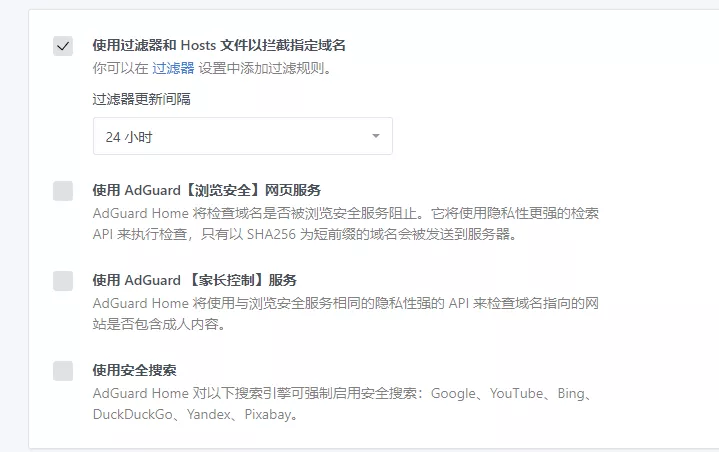 使用过滤器和 Hosts 文件以拦截指定域名
你可以在 过滤器 设置中添加过滤规则。
过滤器更新间隔
24 小时
使用 AdGuard【浏览安全】网页服务
AdGuard Home 将检查域名是否被浏览安全服务阻止。它将使用隐私性更强的检索
API 来执行检查，只有以 SHA256 为短前缀的域名会被发送到服务器。
使用 AdGuard 【家长控制】服务
AdGuard Home 将使用与浏览安全服务相同的隐私性强的 API 来检查域名指向的网
站是否包含成人内容。
使用安全搜索
AdGuard Home 对以下搜索引擎可强制启用安全搜索：Google、YouTube、Bing、
DuckDuckGo、Yandex、Pixabay。